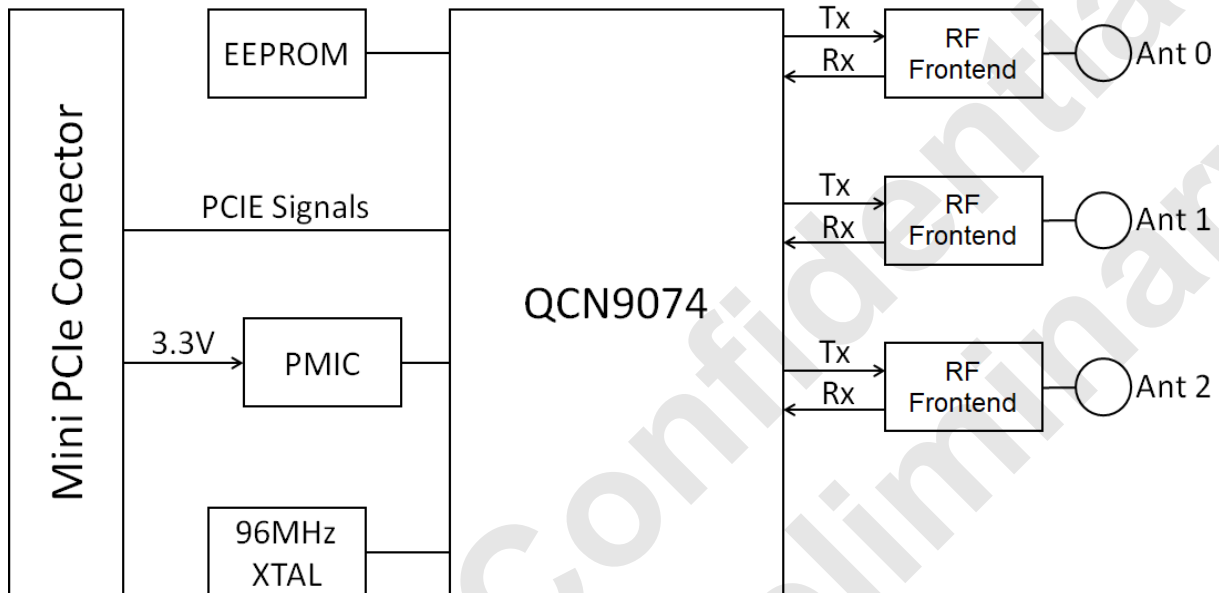 Mini PCIe Connector
EEPROM
PCIE Signals
3.3V
PMIC
96MHz
XTAL
QCN9074
Tx
Rx
RF
Frontend
Ant 0
Tx
Rx
RF
Frontend
Ant 1
Tx
Rx
RF
Frontend
Ant 2
Confidential